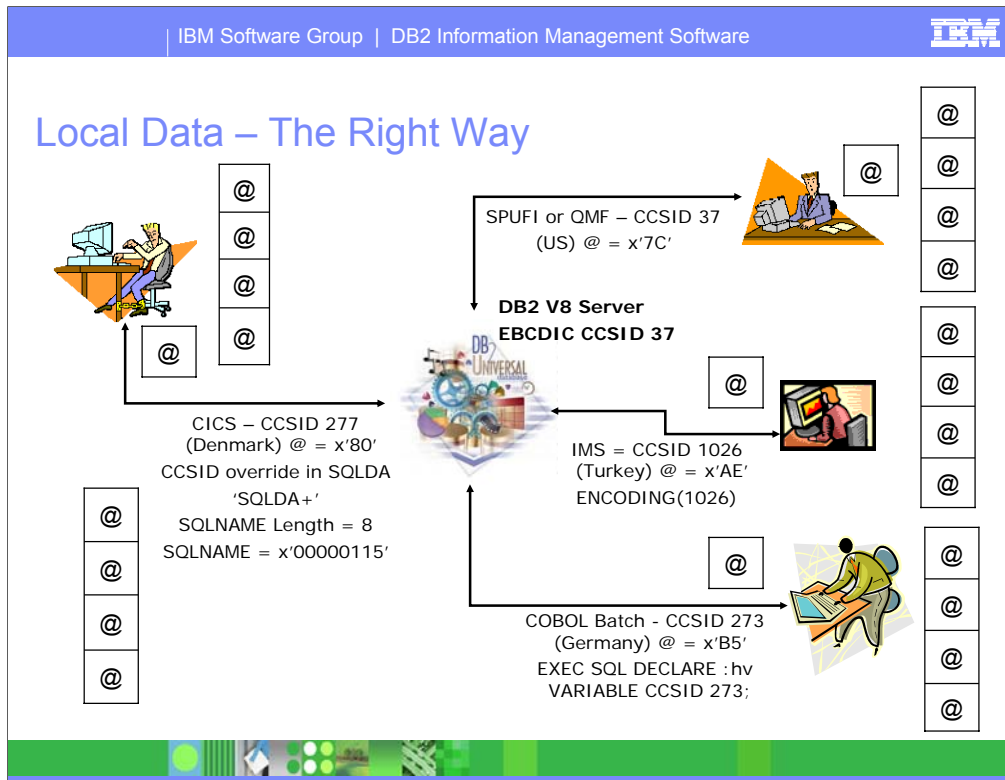 IBM Software Group | DB2 Information Management Software
IBM
Local Data – The Right Way
@
@
@
@
@
CICS – CCSID 277
(Denmark) @ = x'80'
CCSID override in SQLDA
'SQLDA+'
SQLNAME Length = 8
SQLNAME = x'00000115'
@
@
@
@
SPUFI or QMF – CCSID 37
(US) @ = x'7C'
@
@
@
@
@
DB2 V8 Server
EBCDIC CCSID 37
DB2
UNIVERSAL
Database
@
@
@
@
@
IMS = CCSID 1026
(Turkey) @ = x'AE'
ENCODING(1026)
@
@
@
@
@
COBOL Batch - CCSID 273
(Germany) @ = x'B5'
EXEC SQL DECLARE :hv
VARIABLE CCSID 273;